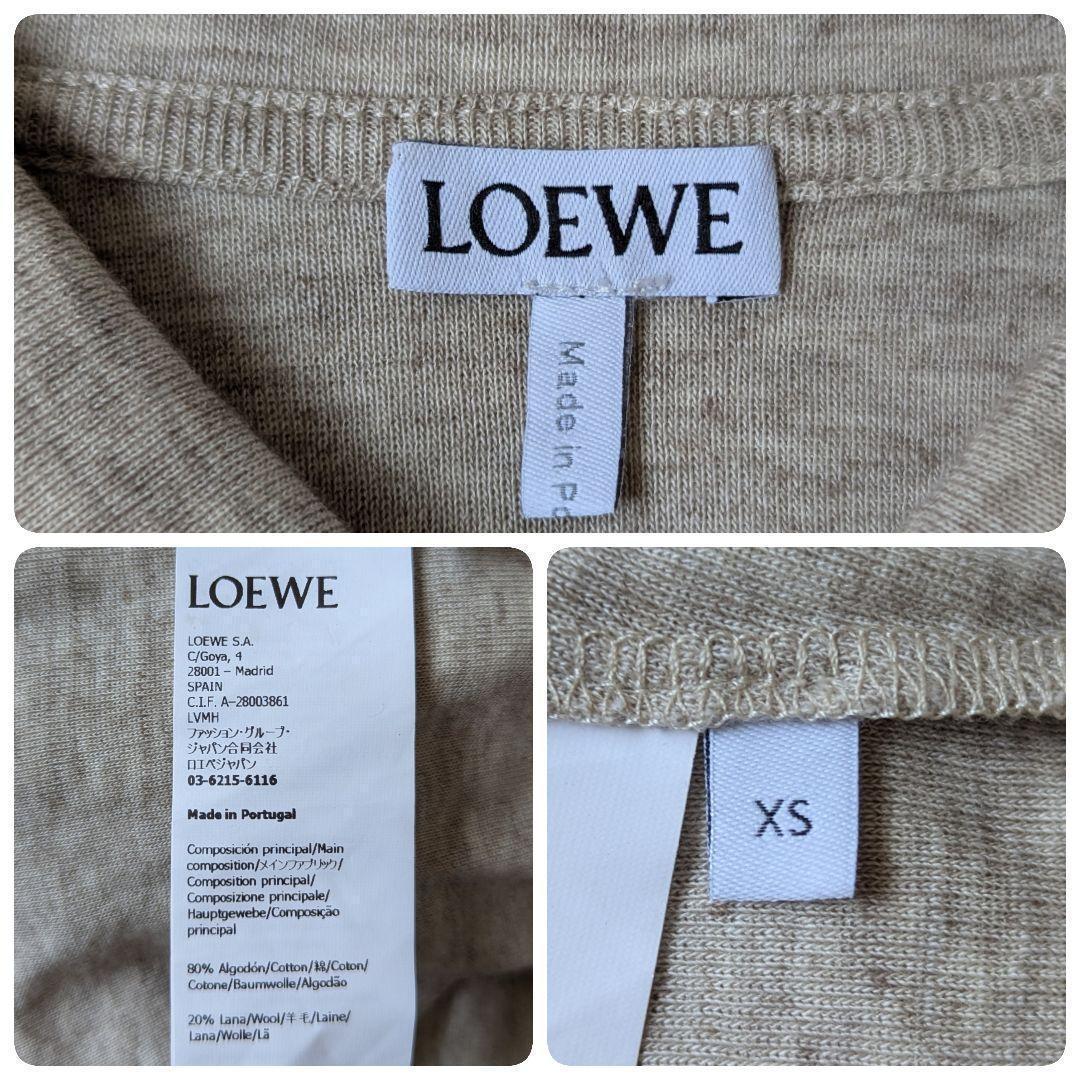 LOEWE
Made in Po
LOEWE
LOEWE S.A.
C/Goya, 4
28001 – Madrid
SPAIN
C.I.F. A–28003861
LVMH
ファッション・グループ・
ジャパン合同会社
ロエベジャパン
03-6215-6116
Made in Portugal
Composición principal/Main
composition/メインファブリック/
Composition principal/
Composizione principale/
Hauptgewebe/Composição
principal
80% Algodón/Cotton/綿/Coton/
Cotone/Baumwolle/Algodão
20% Lana/Wool/羊毛/Laine/
Lana/Wolle/Lã
XS